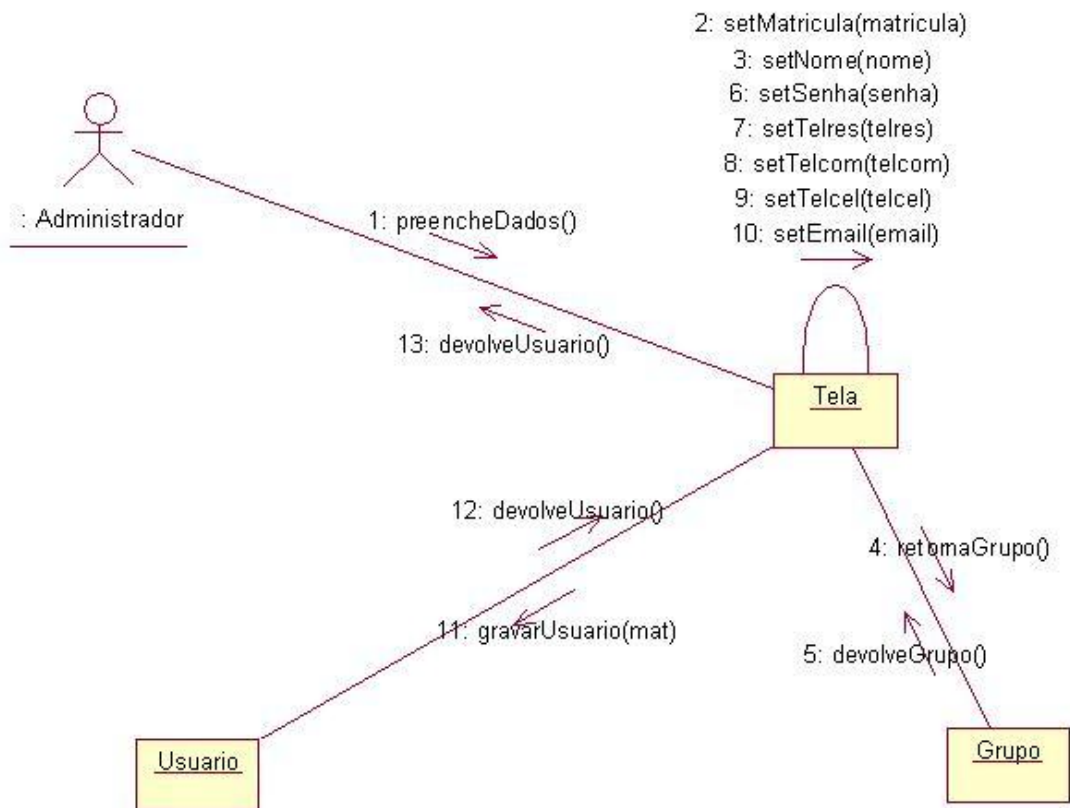 2: setMatricula(matricula)
3: setNome(nome)
6: setSenha(senha)
7: setTelres(telres)
8: setTelcom(telcom)
9: setTelcel(telcel)
10: setEmail(email)
: Administrador
1: preencheDados()
13: devolveUsuario()
Tela
12: devolveUsuario()
4: retornaGrupo()
11: gravarUsuario(mat)
5: devolveGrupo()
Usuario
Grupo